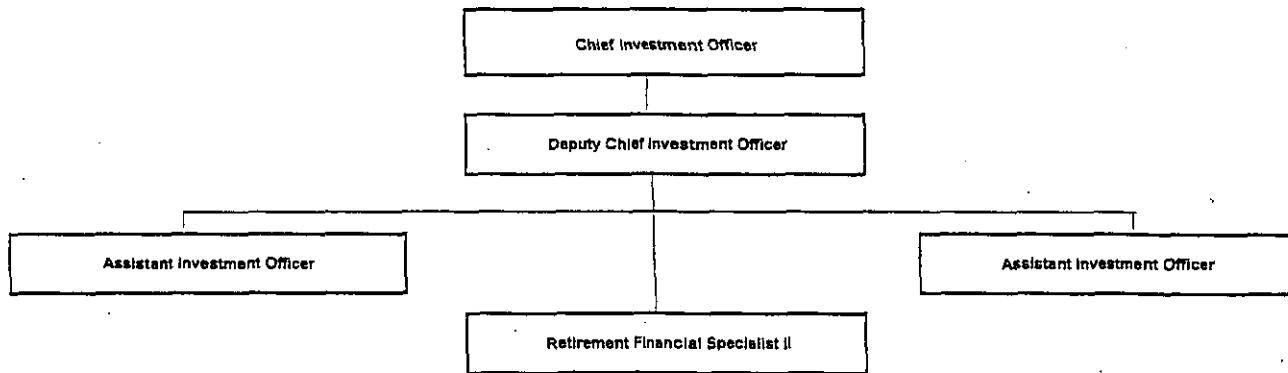 Chief Investment Officer
Deputy Chief Investment Officer
Assistant Investment Officer
Assistant Investment Officer
Retirement Financial Specialist II